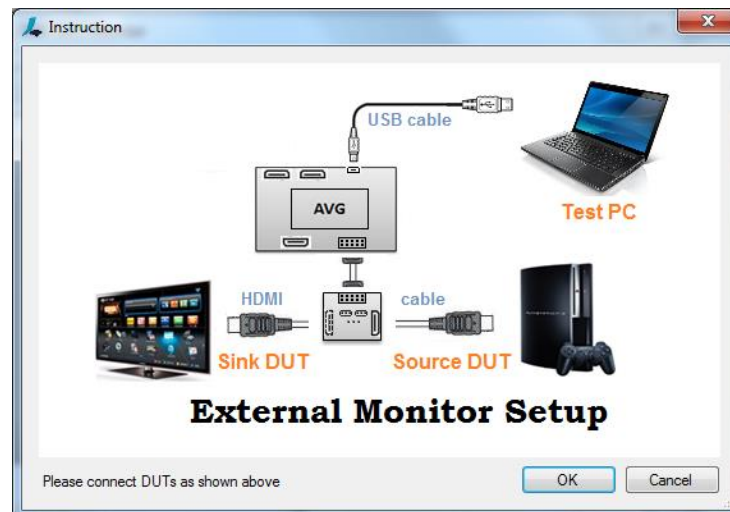 Instruction
USB cable
AVG
Test PC
HDMI
cable
Sink DUT
Source DUT
External Monitor Setup
Please connect DUTs as shown above
OK
Cancel